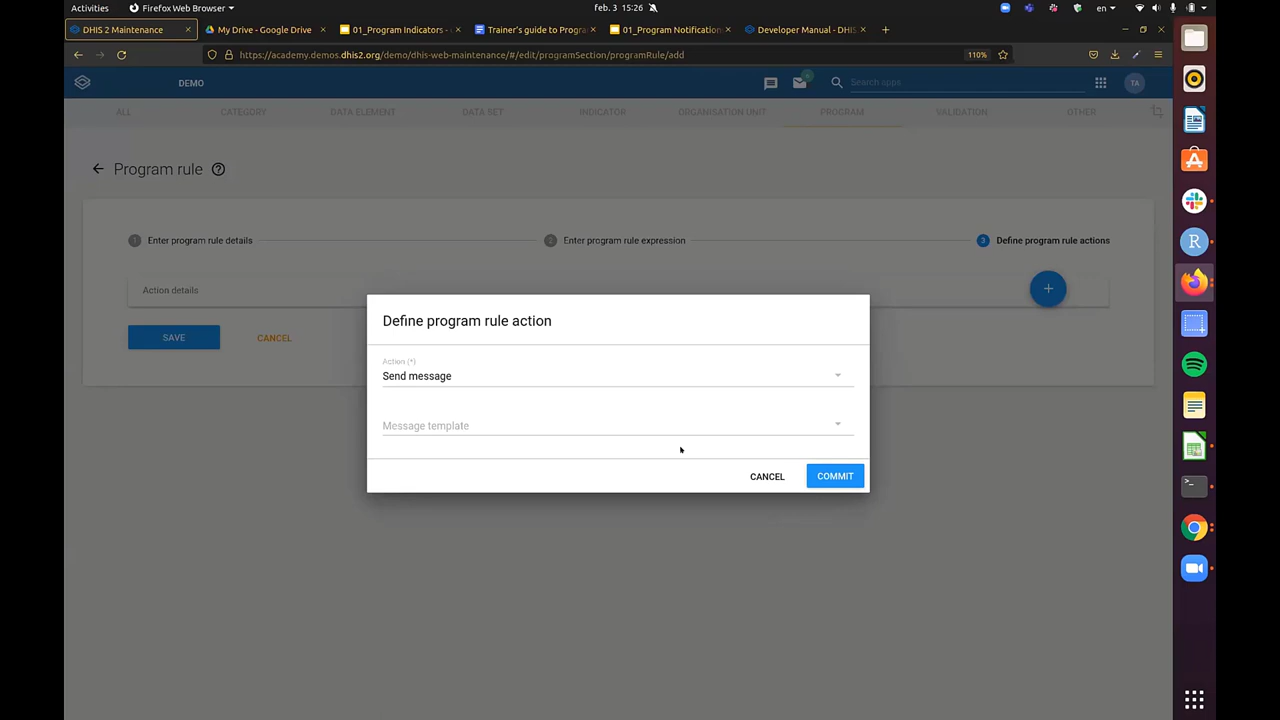 Activities
Firefox Web Browser
feb. 3 15:26
en
DHIS 2 Maintenance
My Drive - Google Drive
01_Program Indicators -
Trainer's guide to Progra
01_Program Notification
Developer Manual - DHIS
https://academy.demos.dhis2.org/demo/dhis-web-maintenance/#/edit/programSection/programRule/add
110%
DEMO
Search apps
TA
ALL
CATEGORY
DATA ELEMENT
DATA SET
INDICATOR
ORGANISATION UNIT
PROGRAM
VALIDATION
OTHER
Program rule
1 Enter program rule details
2 Enter program rule expression
3 Define program rule actions
Action details
SAVE
CANCEL
Define program rule action
Action (*)
Send message
Message template
CANCEL
COMMIT